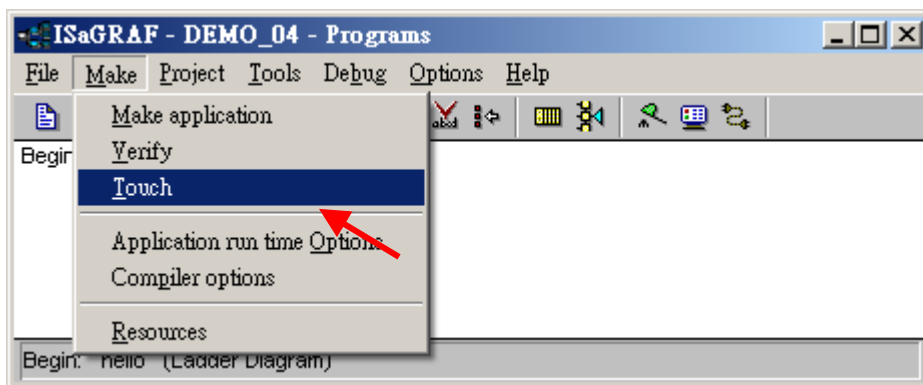 ISaGRAF - DEMO_04 - Programs
File Make Project Tools Debug Options Help
Make application
Begin
Verify
Touch
Application run time Options
Compiler options
Resources
Begin: hello (Ladder Diagram)